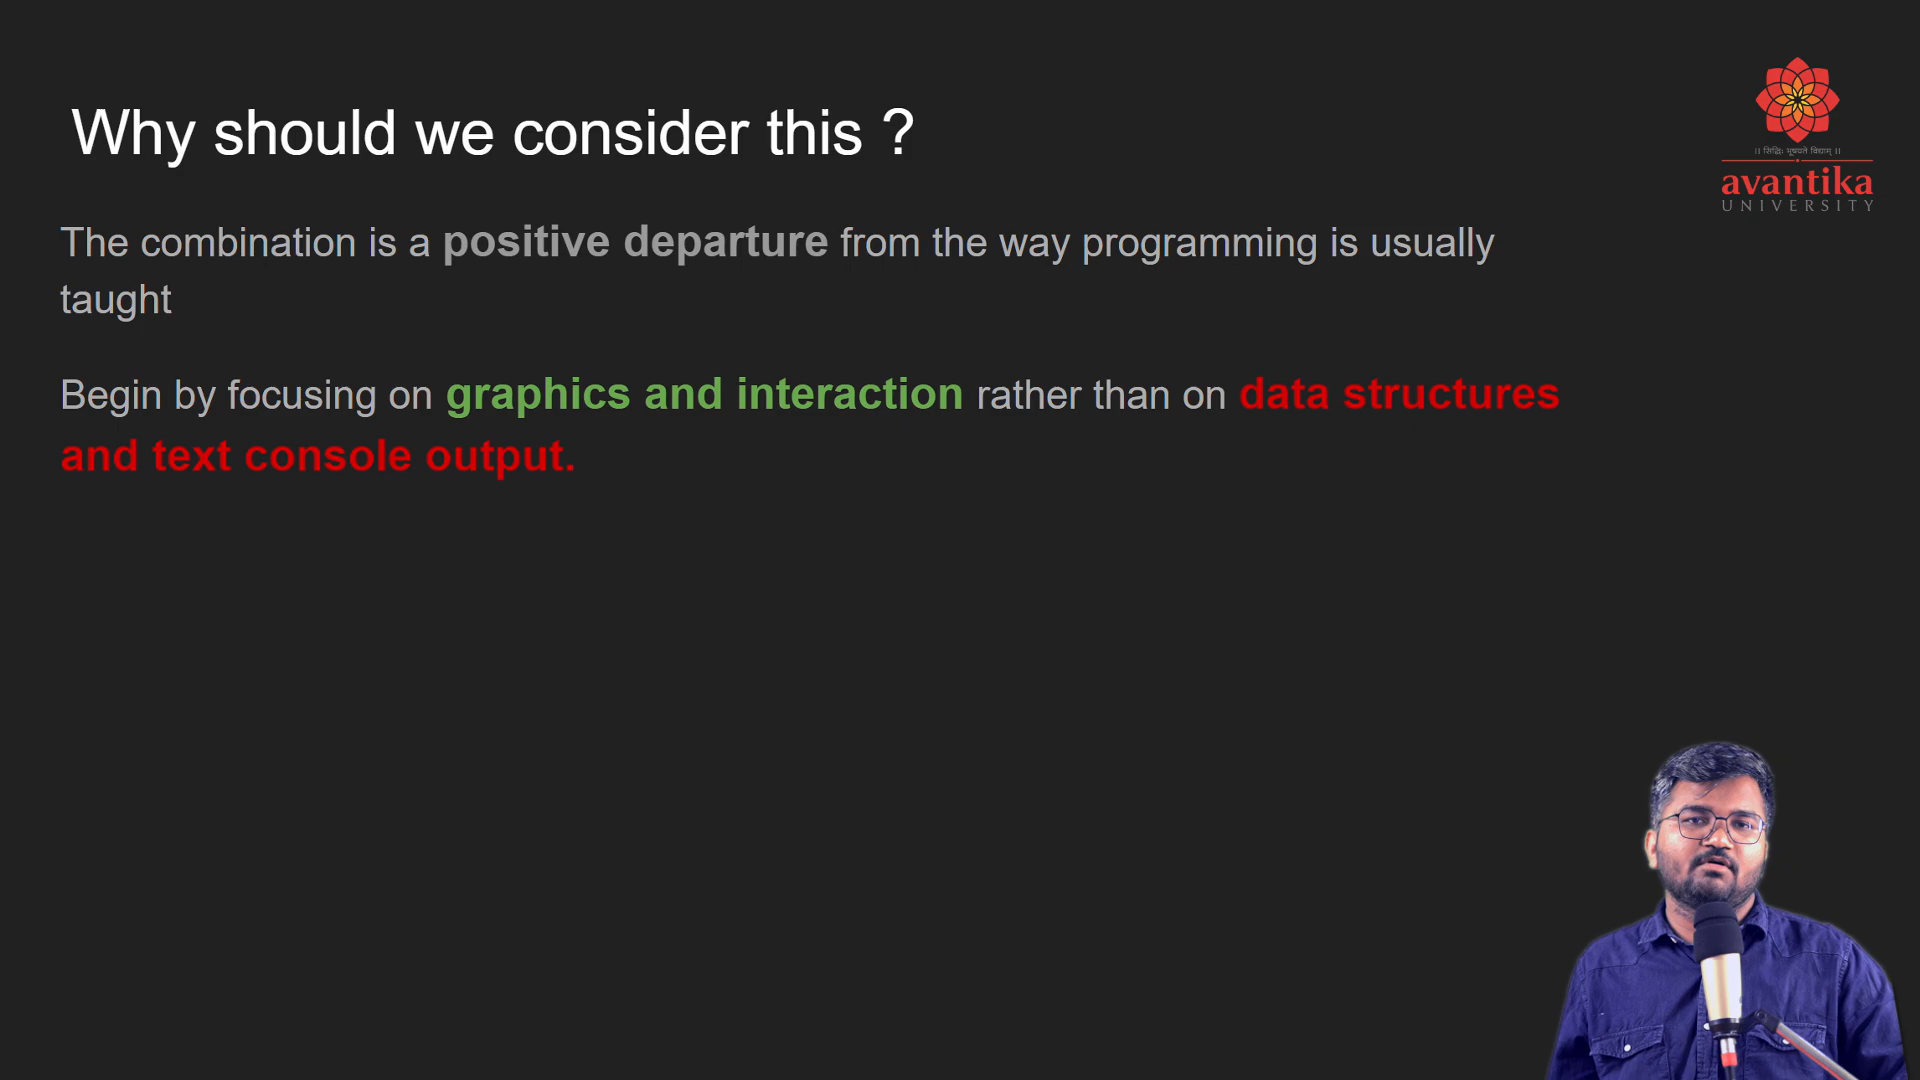 Why should we consider this ?
The combination is a positive departure from the way programming is usually
taught
Begin by focusing on graphics and interaction rather than on data structures
and text console output.
।। सिद्धिः भूषयते विद्याम् ।।
avantika
UNIVERSITY